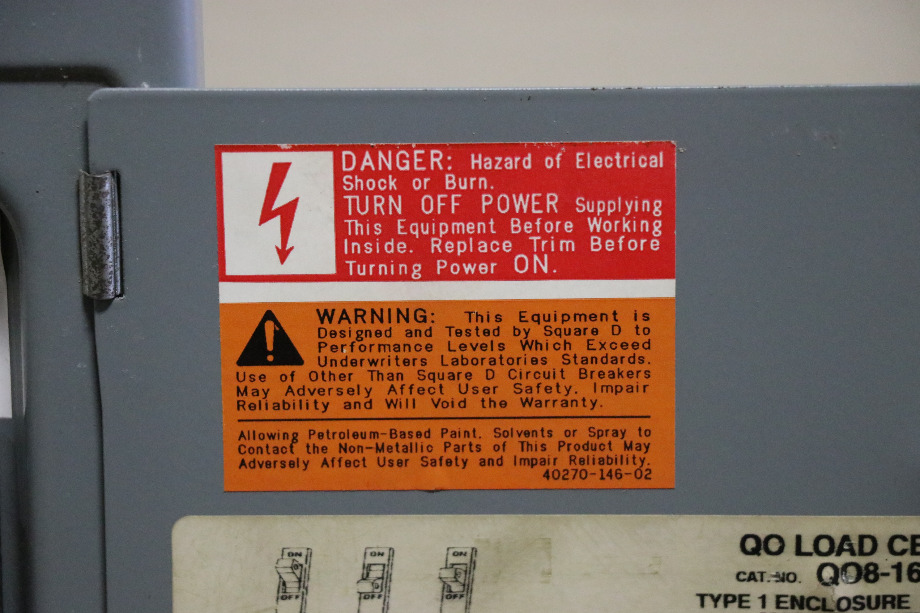 DANGER: Hazard of Electrical
Shock or Burn.
TURN OFF POWER Supplying
This Equipment Before Working
Inside. Replace Trim Before
Turning Power ON.
WARNING: This Equipment is
Designed and Tested by Square D to
Performance Levels Which Exceed
Underwriters Laboratories Standards.
Use of Other Than Square D Circuit Breakers
May Adversely Affect User Safety, Impair
Reliability and Will Void the Warranty.
Allowing Petroleum-Based Paint, Solvents or Spray to
Contact the Non-Metallic Parts of This Product May
Adversely Affect User Safety and Impair Reliability.
40270-146-02
ON ON ON
OFF OFF OFF
QO LOAD CE
CAT. NO. QO8-16
TYPE 1 ENCLOSURE